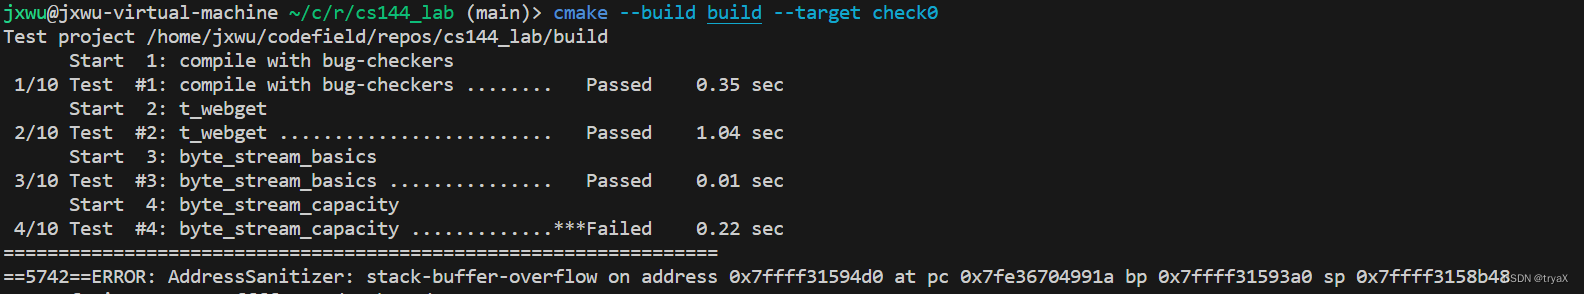 jxwu@jxwu-virtual-machine ~/c/r/cs144_lab (main)> cmake --build build --target check0
Test project /home/jxwu/codefield/repos/cs144_lab/build
      Start  1: compile with bug-checkers
 1/10 Test  #1: compile with bug-checkers ........   Passed    0.35 sec
      Start  2: t_webget
 2/10 Test  #2: t_webget .........................   Passed    1.04 sec
      Start  3: byte_stream_basics
 3/10 Test  #3: byte_stream_basics ...............   Passed    0.01 sec
      Start  4: byte_stream_capacity
 4/10 Test  #4: byte_stream_capacity .............***Failed    0.22 sec
=================================================================
==5742==ERROR: AddressSanitizer: stack-buffer-overflow on address 0x7ffff31594d0 at pc 0x7fe36704991a bp 0x7ffff31593a0 sp 0x7ffff3158b48
@tryaX